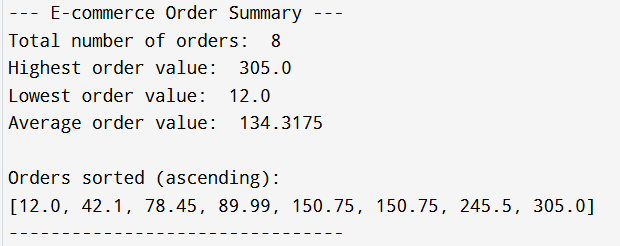 --- E-commerce Order Summary ---
Total number of orders:  8
Highest order value:  305.0
Lowest order value:  12.0
Average order value:  134.3175

Orders sorted (ascending):
[12.0, 42.1, 78.45, 89.99, 150.75, 150.75, 245.5, 305.0]
--------------------------------